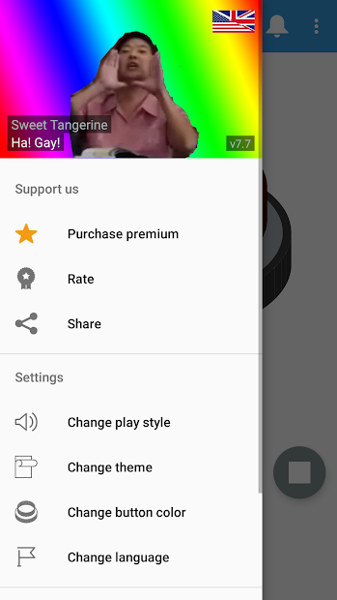 Sweet Tangerine
Ha! Gay!
v7.7
Support us
Purchase premium
Rate
Share
Settings
Change play style
Change theme
Change button color
Change language